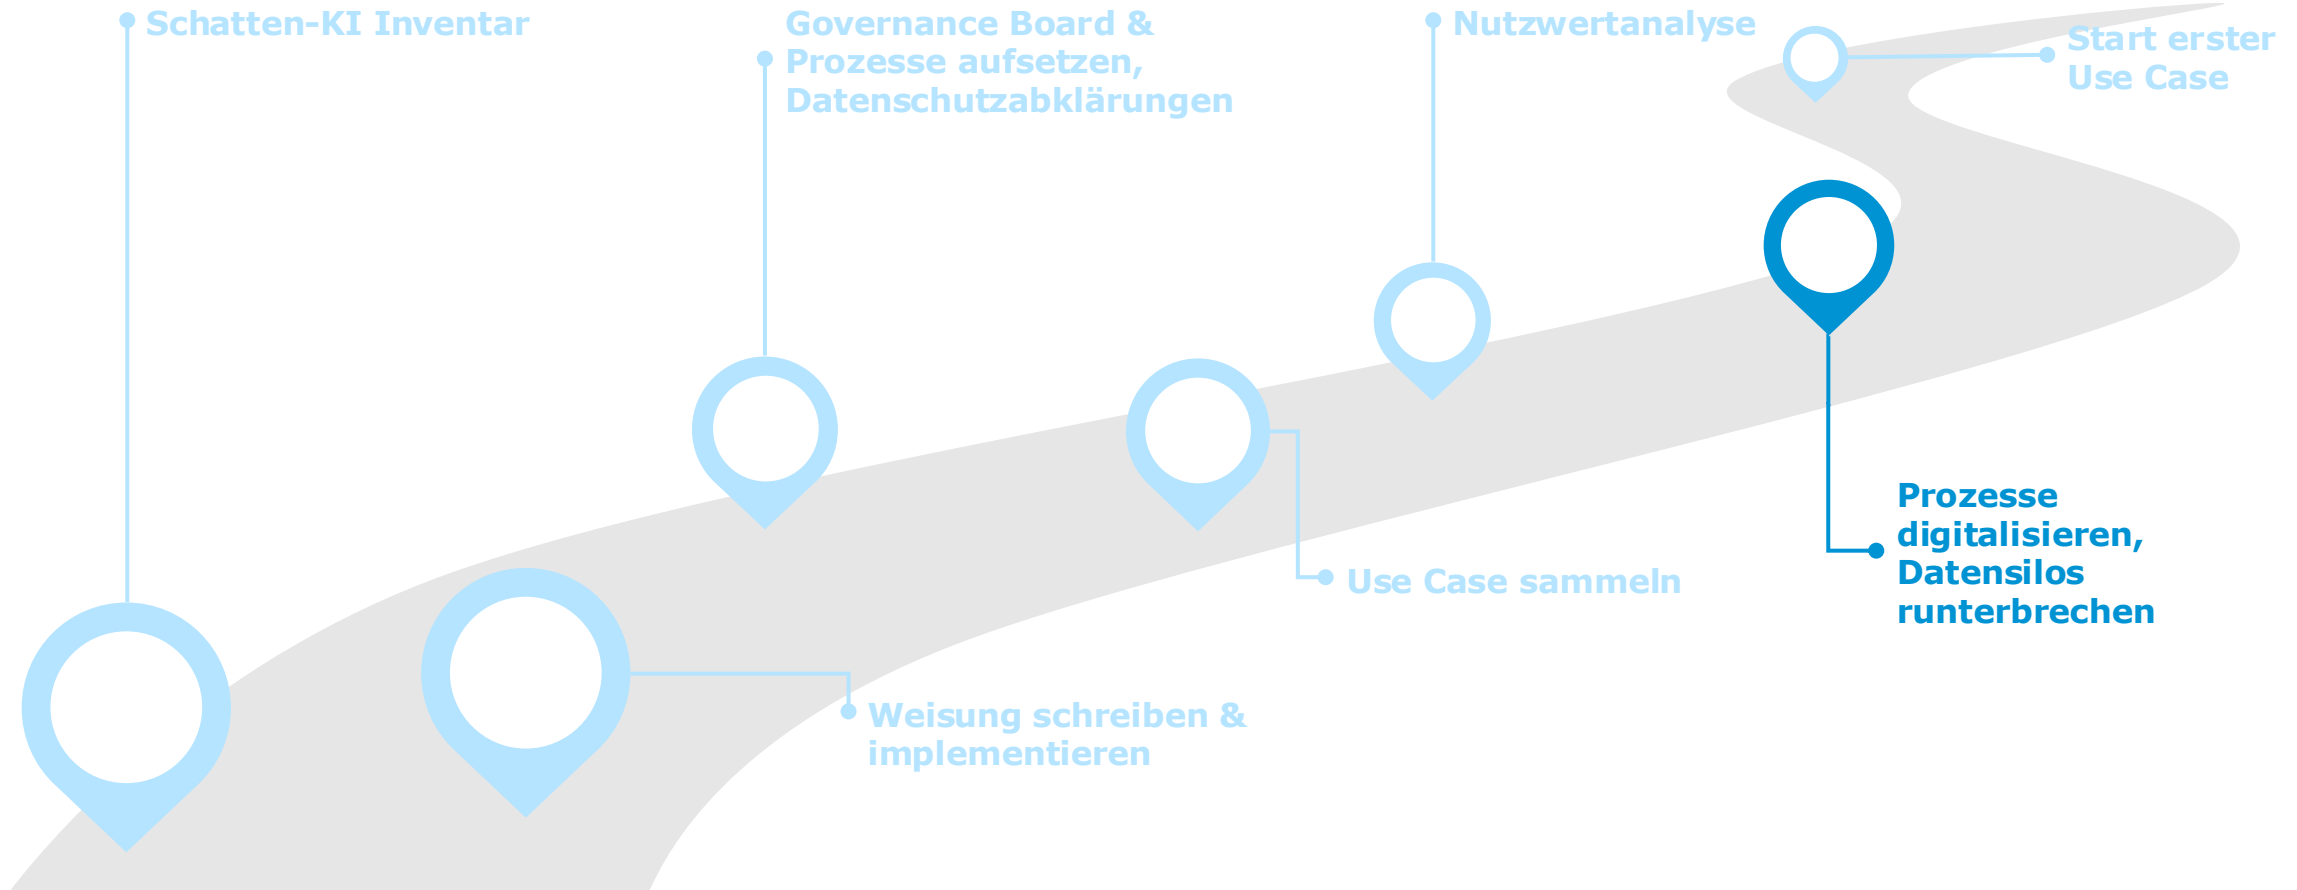 Schatten-KI Inventar
Governance Board &
Prozesse aufsetzen,
Datenschutzabklärungen
Nutzwertanalyse
Start erster
Use Case
Prozesse
digitalisieren,
Datensilos
runterbrechen
Use Case sammeln
Weisung schreiben &
implementieren